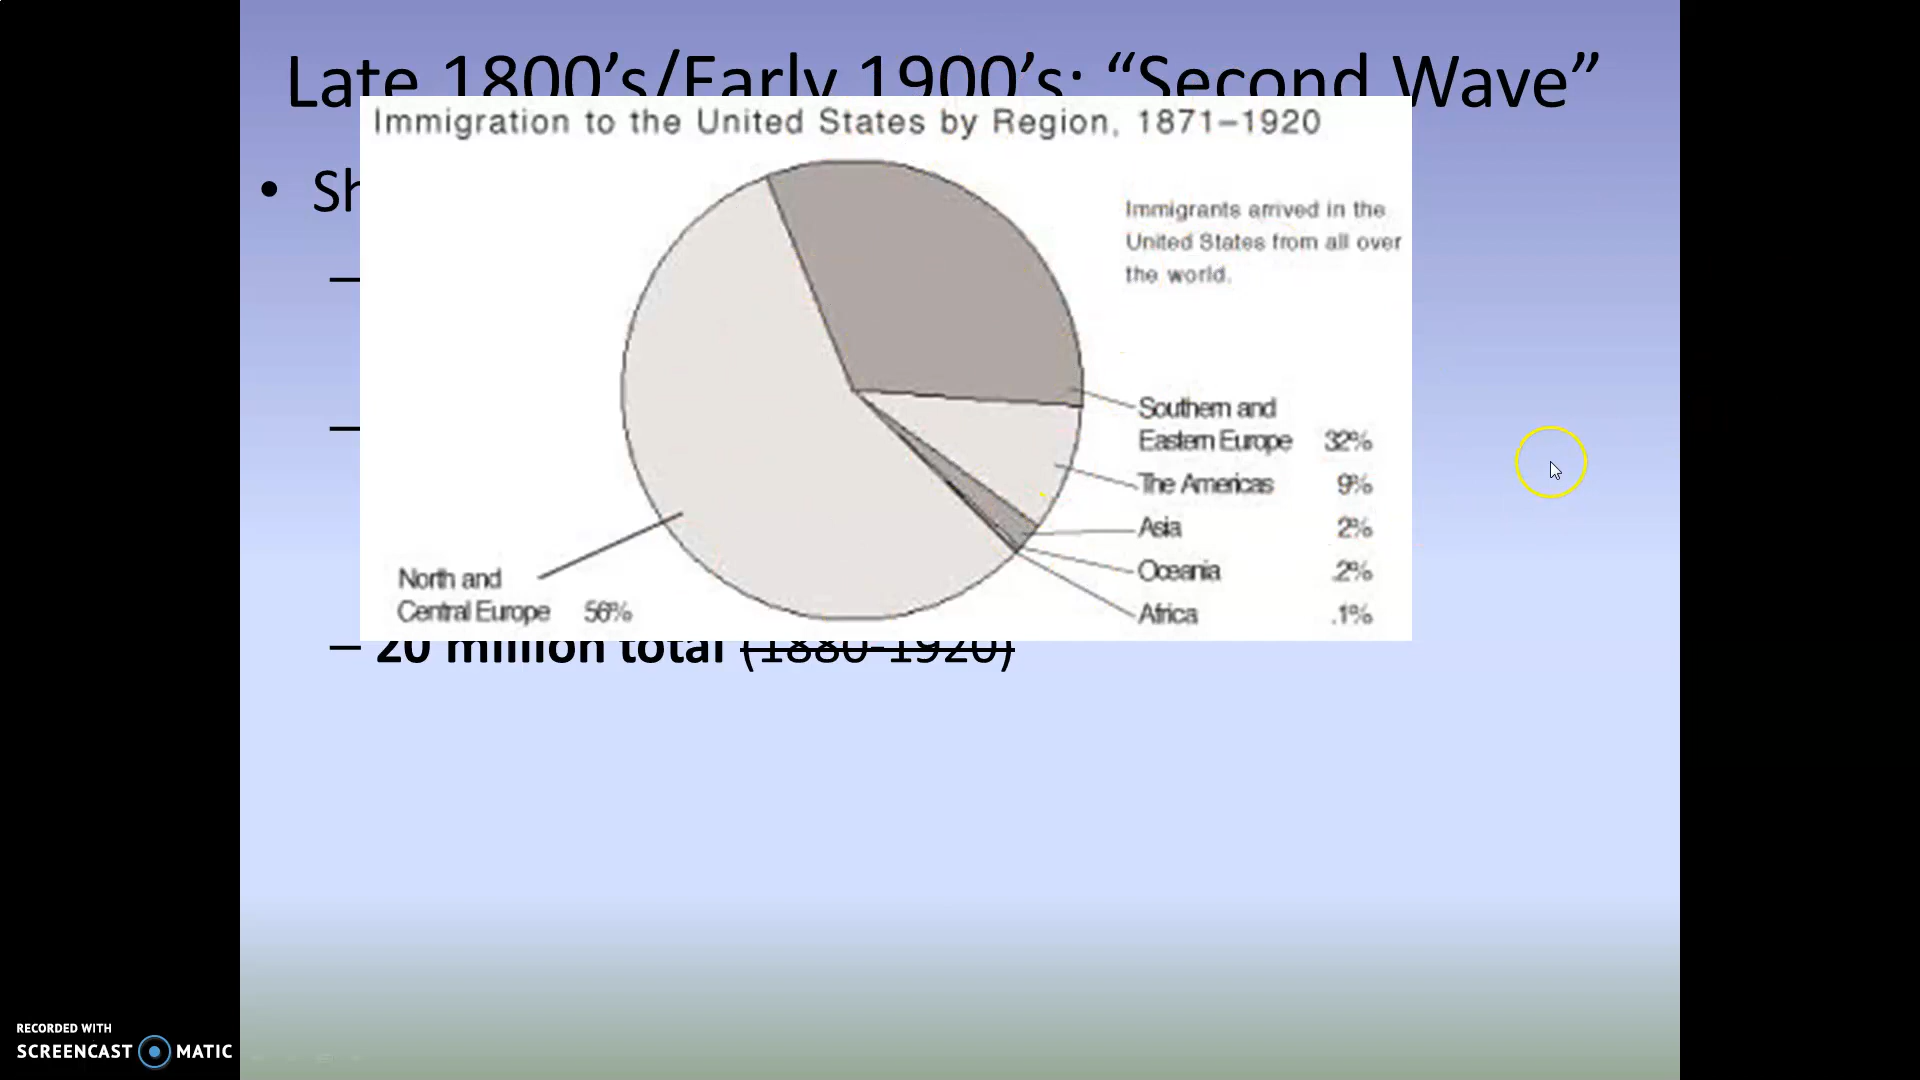 Late 1800’s/Early 1900’s: “Second Wave”
Immigration to the United States by Region, 1871–1920
• Sh
Immigrants arrived in the
United States from all over
the world.
–
–
Southern and
Eastern Europe 32%
The Americas 9%
Asia 2%
Oceania .2%
Africa .1%
North and
Central Europe 56%
– 20 million total (1880-1920)
RECORDED WITH
SCREENCAST MATIC